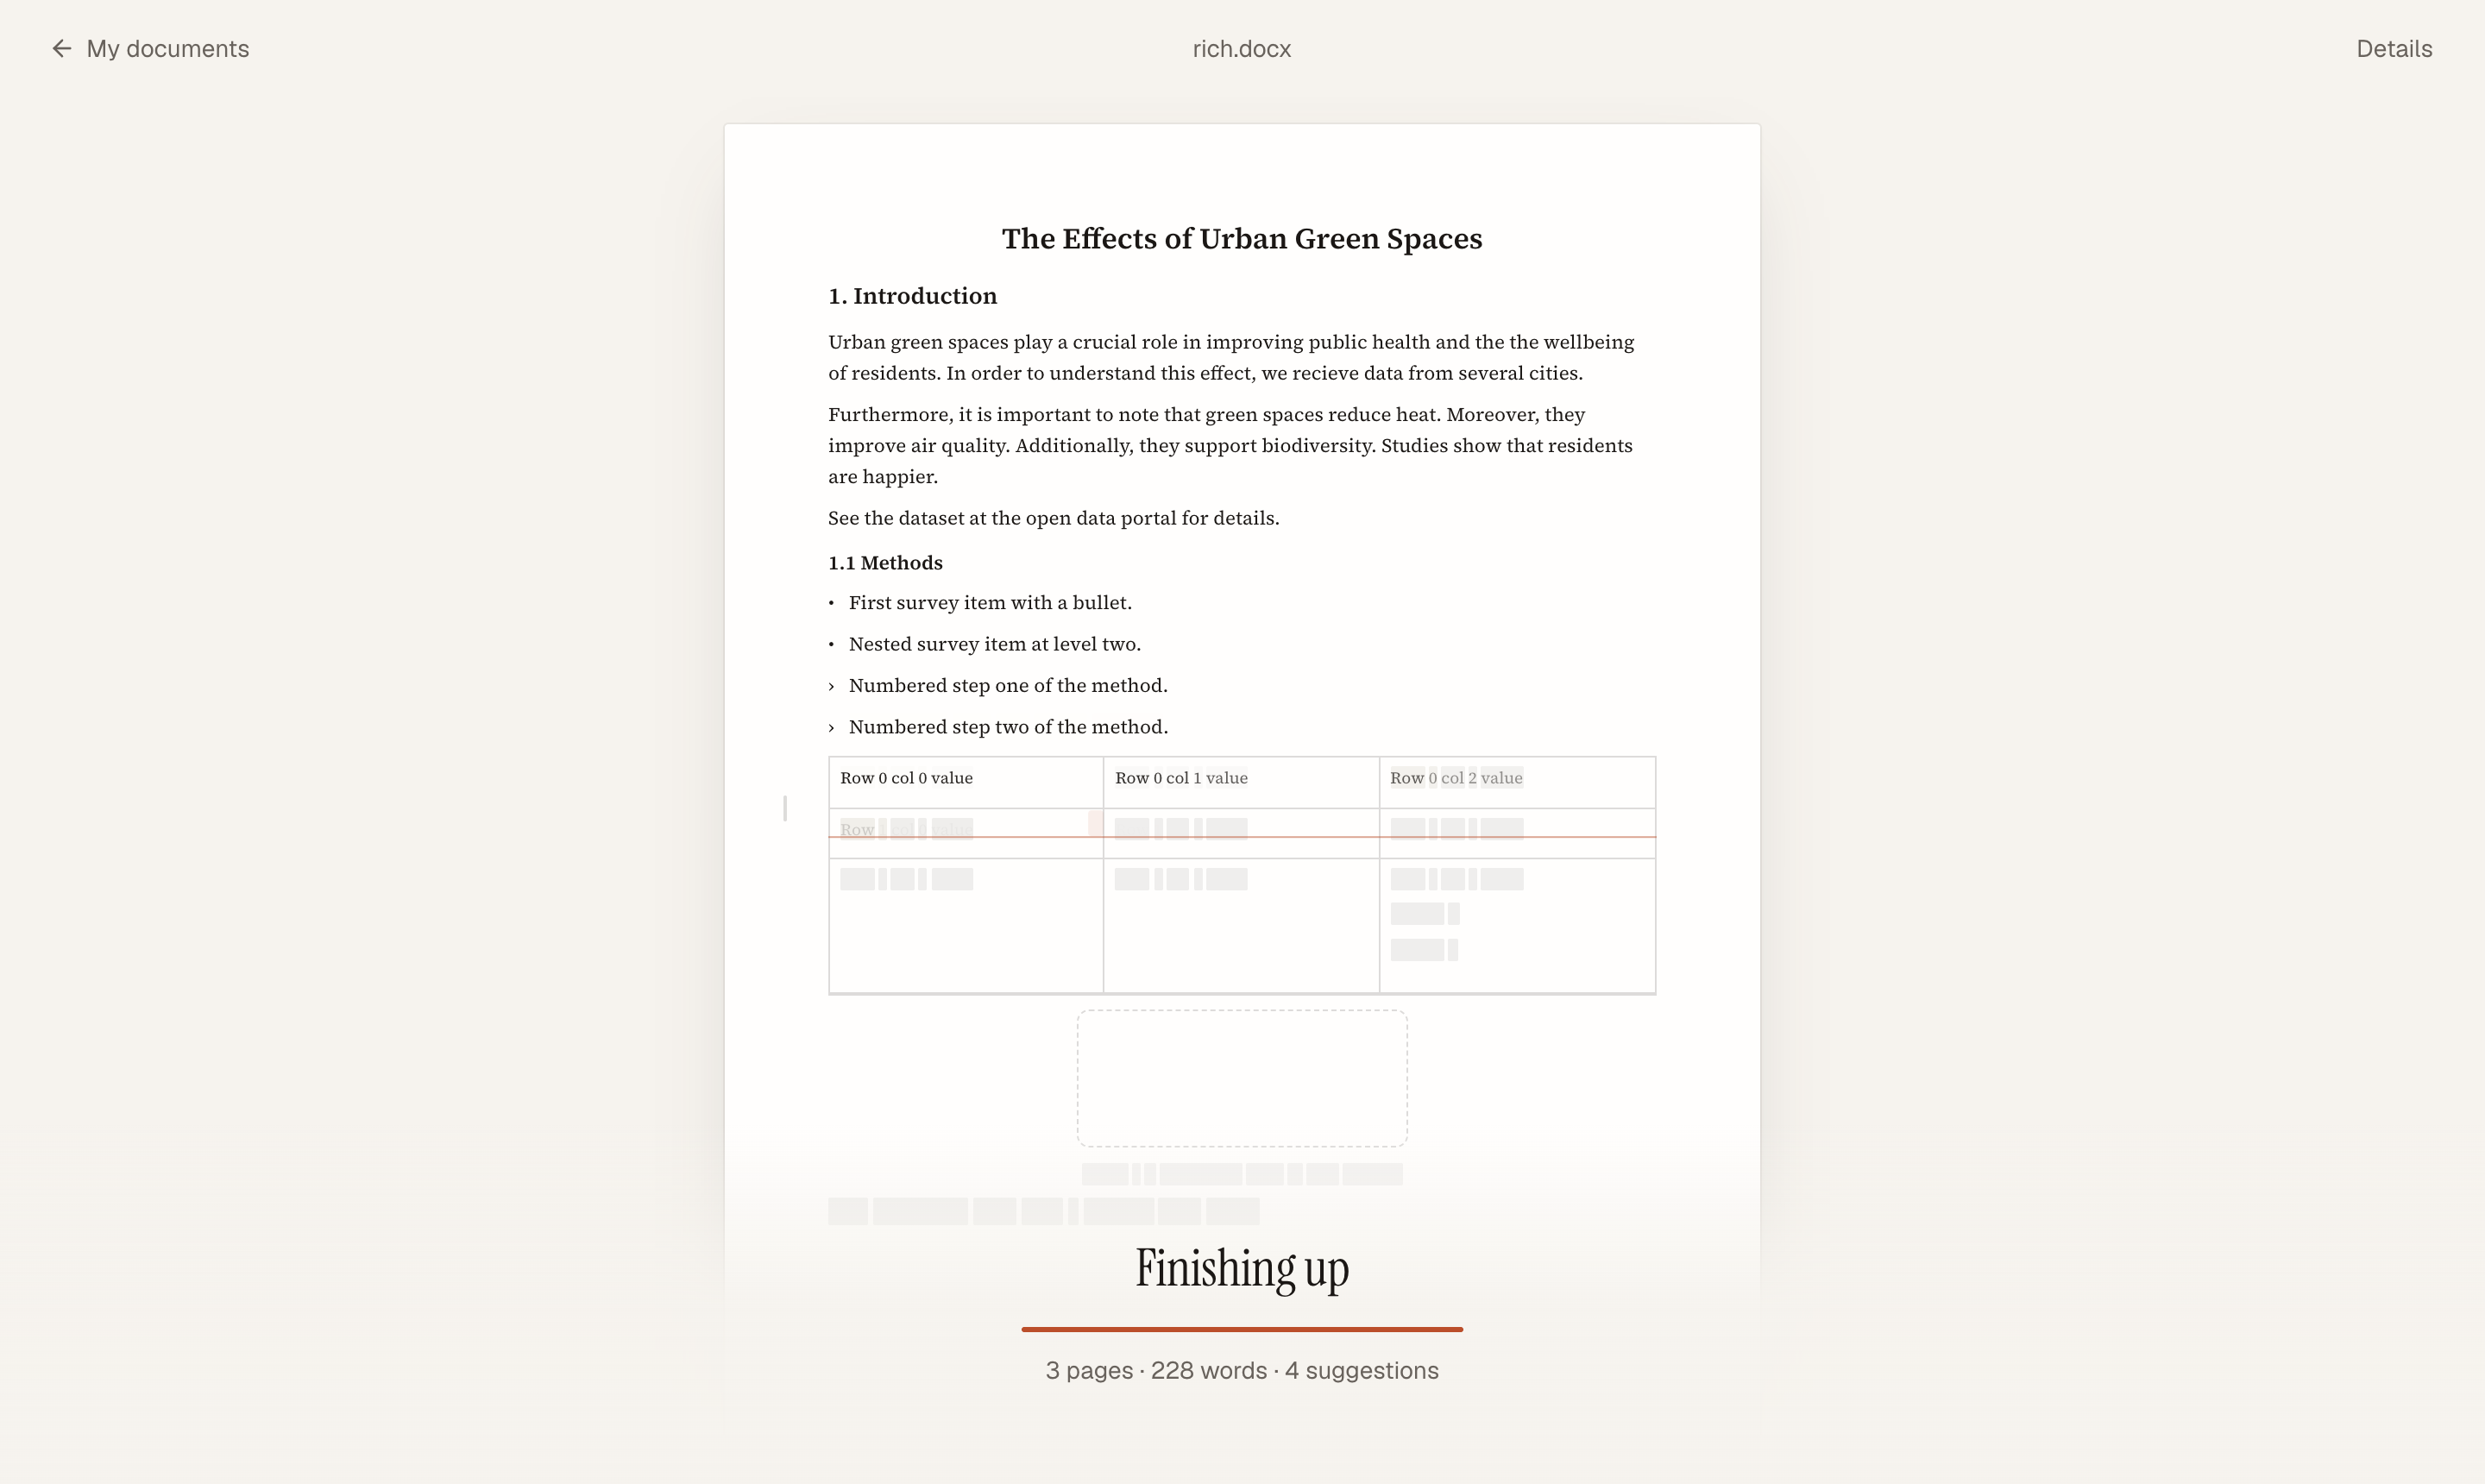 ← My documents
rich.docx
Details
The Effects of Urban Green Spaces
1. Introduction
Urban green spaces play a crucial role in improving public health and the the wellbeing
of residents. In order to understand this effect, we recieve data from several cities.
Furthermore, it is important to note that green spaces reduce heat. Moreover, they
improve air quality. Additionally, they support biodiversity. Studies show that residents
are happier.
See the dataset at the open data portal for details.
1.1 Methods
• First survey item with a bullet.
• Nested survey item at level two.
› Numbered step one of the method.
› Numbered step two of the method.
Row 0 col 0 value
Row 0 col 1 value
Row 0 col 2 value
Row col 0 value
Finishing up
3 pages · 228 words · 4 suggestions